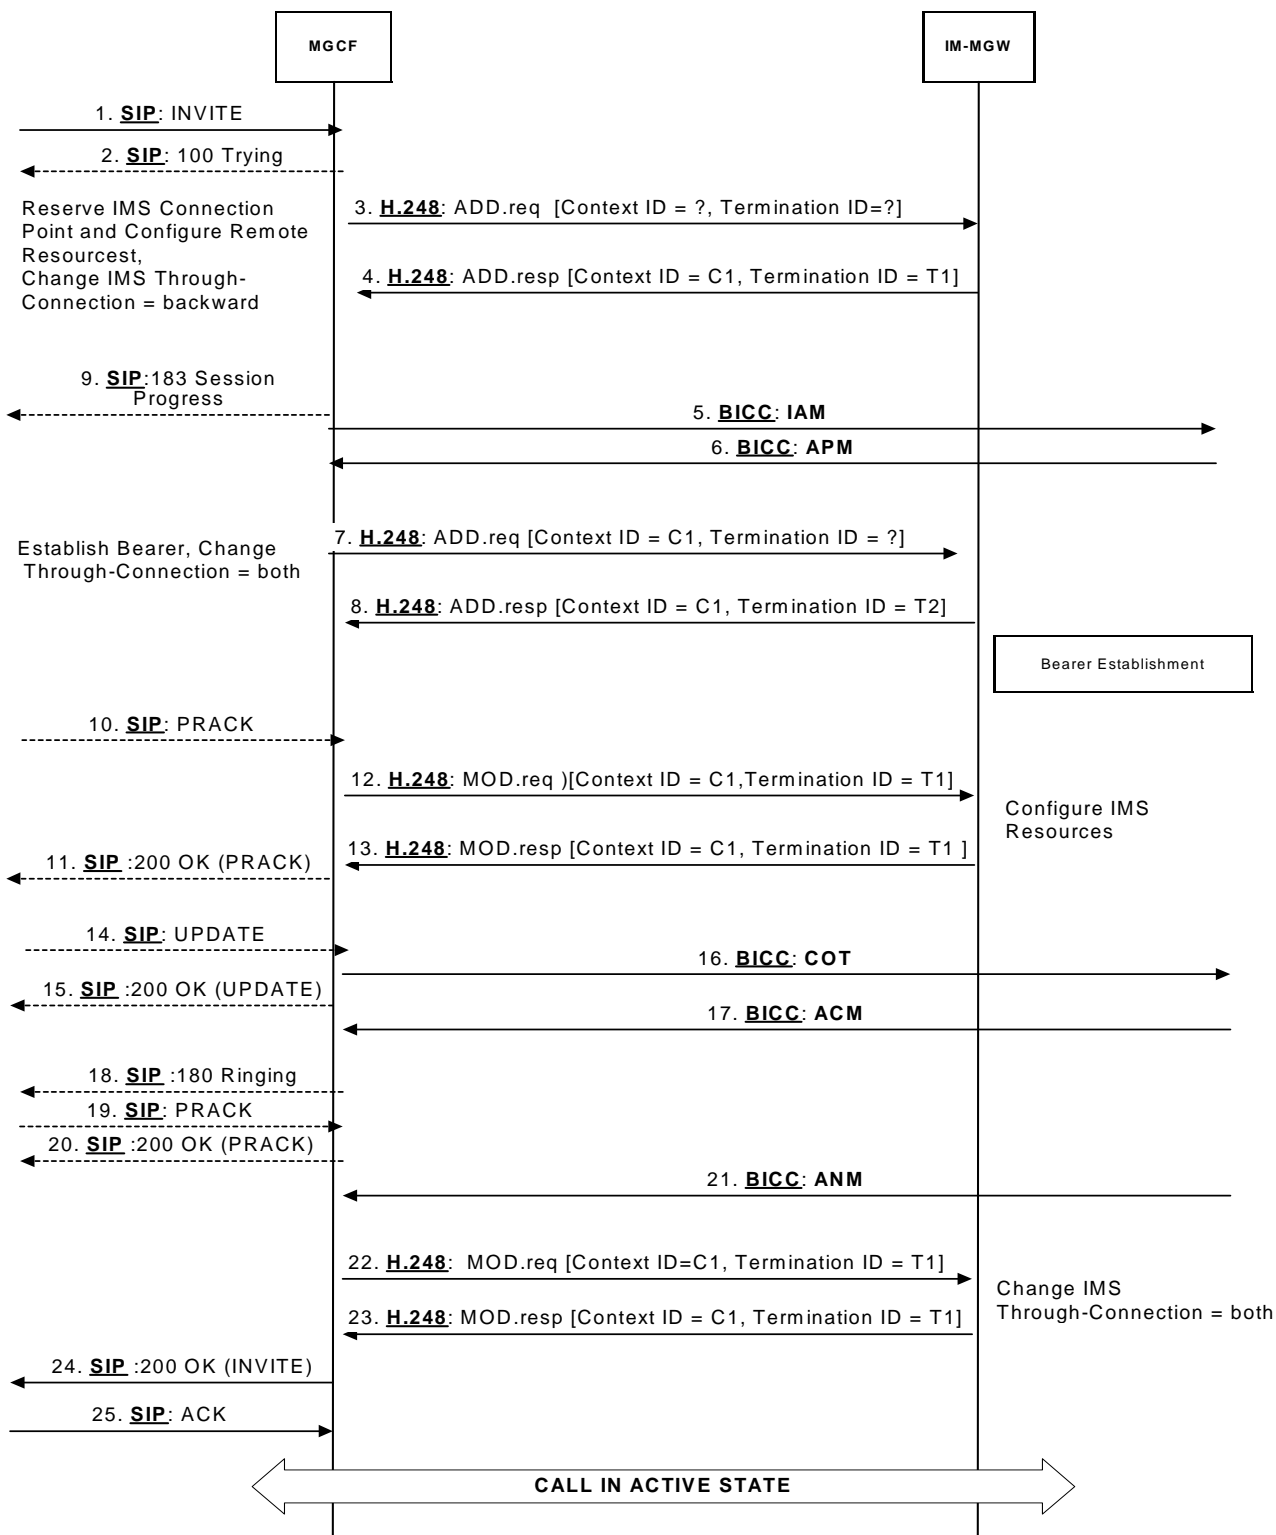 MGCF
IM-MGW
1. SIP: INVITE
2. SIP: 100 Trying
Reserve IMS Connection
Point and Configure Remote
Resourcest,
Change IMS Through-
Connection = backward
3. H.248: ADD.req [Context ID = ?, Termination ID=?]
4. H.248: ADD.resp [Context ID = C1, Termination ID = T1]
9. SIP:183 Session
Progress
5. BICC: IAM
6. BICC: APM
7. H.248: ADD.req [Context ID = C1, Termination ID = ?]
Establish Bearer, Change
Through-Connection = both
8. H.248: ADD.resp [Context ID = C1, Termination ID = T2]
Bearer Establishment
10. SIP: PRACK
12. H.248: MOD.req )[Context ID = C1,Termination ID = T1]
Configure IMS
Resources
13. H.248: MOD.resp [Context ID = C1, Termination ID = T1 ]
11. SIP :200 OK (PRACK)
14. SIP: UPDATE
16. BICC: COT
15. SIP :200 OK (UPDATE)
17. BICC: ACM
18. SIP :180 Ringing
19. SIP: PRACK
20. SIP :200 OK (PRACK)
21. BICC: ANM
22. H.248: MOD.req [Context ID=C1, Termination ID = T1]
Change IMS
Through-Connection = both
23. H.248: MOD.resp [Context ID = C1, Termination ID = T1]
24. SIP :200 OK (INVITE)
25. SIP: ACK
CALL IN ACTIVE STATE